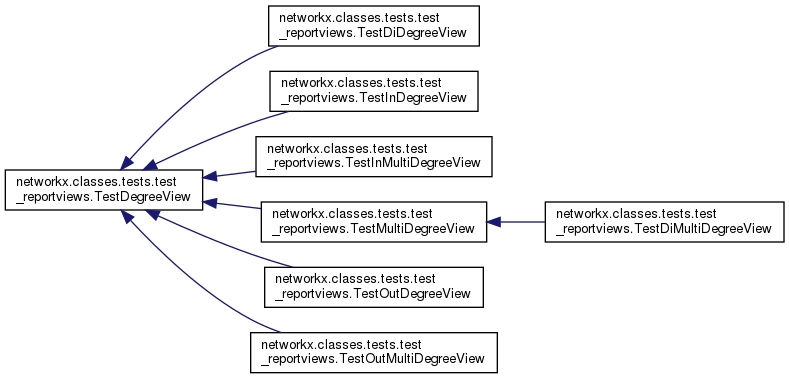 networkx.classes.tests.test
_reportviews.TestDiDegreeView
networkx.classes.tests.test
_reportviews.TestInDegreeView
networkx.classes.tests.test
_reportviews.TestInMultiDegreeView
networkx.classes.tests.test
_reportviews.TestDegreeView
networkx.classes.tests.test
_reportviews.TestMultiDegreeView
networkx.classes.tests.test
_reportviews.TestDiMultiDegreeView
networkx.classes.tests.test
_reportviews.TestOutDegreeView
networkx.classes.tests.test
_reportviews.TestOutMultiDegreeView